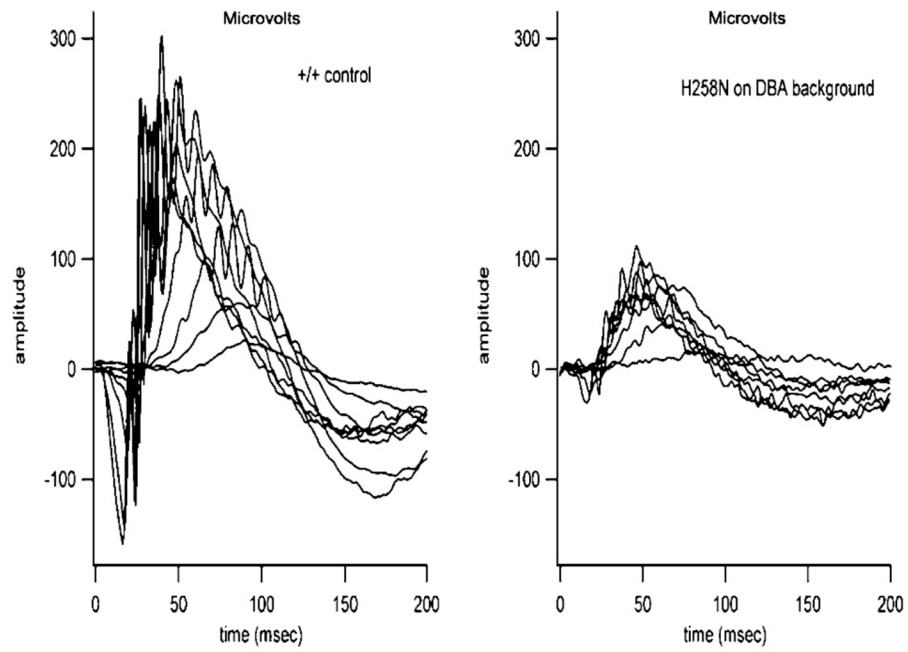 Microvolts
+/+ control
300
200
100
0
-100
amplitude
0 50 100 150 200
time (msec)
Microvolts
H258N on DBA background
300
200
100
0
-100
amplitude
0 50 100 150 200
time (msec)